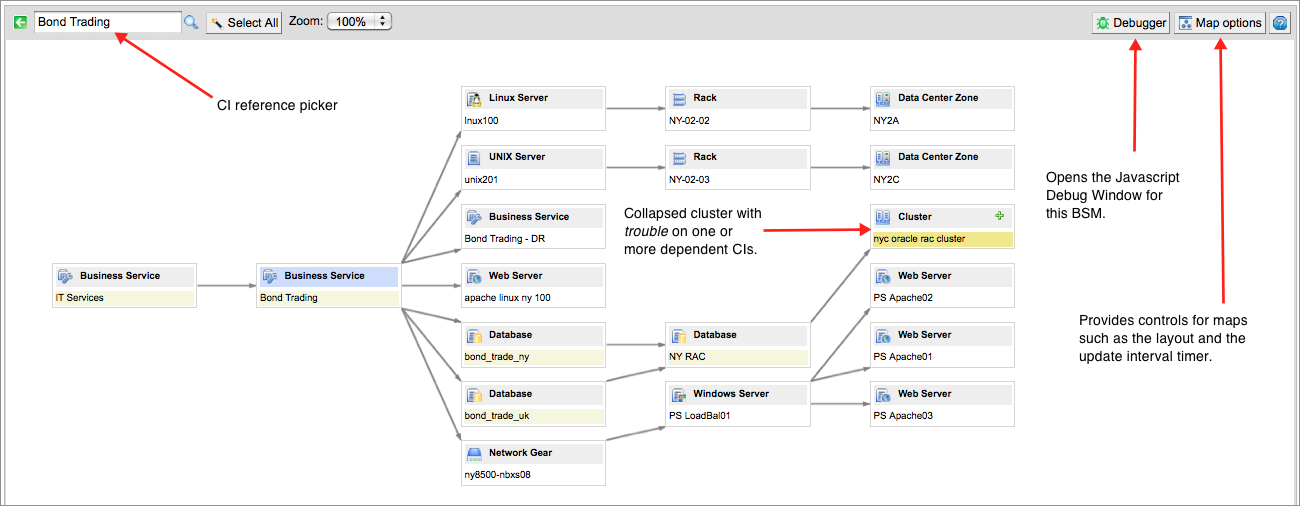 Bond Trading
Select All
Zoom:
100%
Debugger
Map options
CI reference picker
Opens the Javascript
Debug Window for
this BSM.
Provides controls for maps
such as the layout and the
update interval timer.
Collapsed cluster with
trouble on one or
more dependent CIs.
Business Service
IT Services
Business Service
Bond Trading
Linux Server
lnux100
UNIX Server
unix201
Business Service
Bond Trading - DR
Web Server
apache linux ny 100
Database
bond_trade_ny
Database
bond_trade_uk
Network Gear
ny8500-nbxs08
Rack
NY-02-02
Rack
NY-02-03
Database
NY RAC
Windows Server
PS LoadBal01
Data Center Zone
NY2A
Data Center Zone
NY2C
Cluster
nyc oracle rac cluster
Web Server
PS Apache02
Web Server
PS Apache01
Web Server
PS Apache03